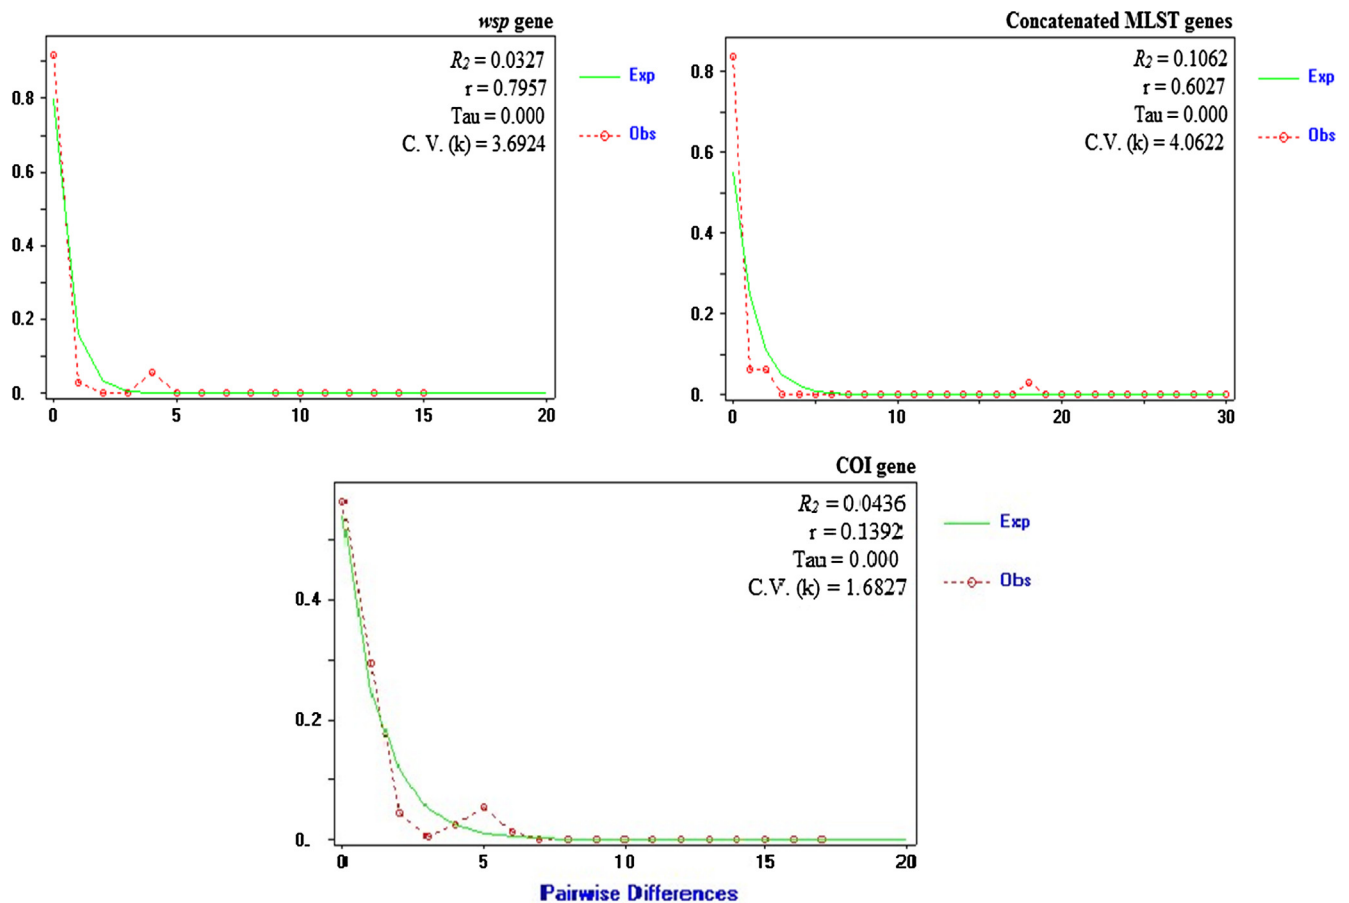 wsp gene
R2 = 0.0327
r = 0.7957
Tau = 0.000
C. V. (k) = 3.6924
Exp
Obs
0.8
0.6
0.4
0.2
0.
0 5 10 15 20
Concatenated MLST genes
R2 = 0.1062
r = 0.6027
Tau = 0.000
C.V. (k) = 4.0622
Exp
Obs
0.8
0.6
0.4
0.2
0.
0 10 20 30
COI gene
R2 = 0.0436
r = 0.1392
Tau = 0.000
C.V. (k) = 1.6827
Exp
Obs
0.4
0.2
0.
0 5 10 15 20
Pairwise Differences